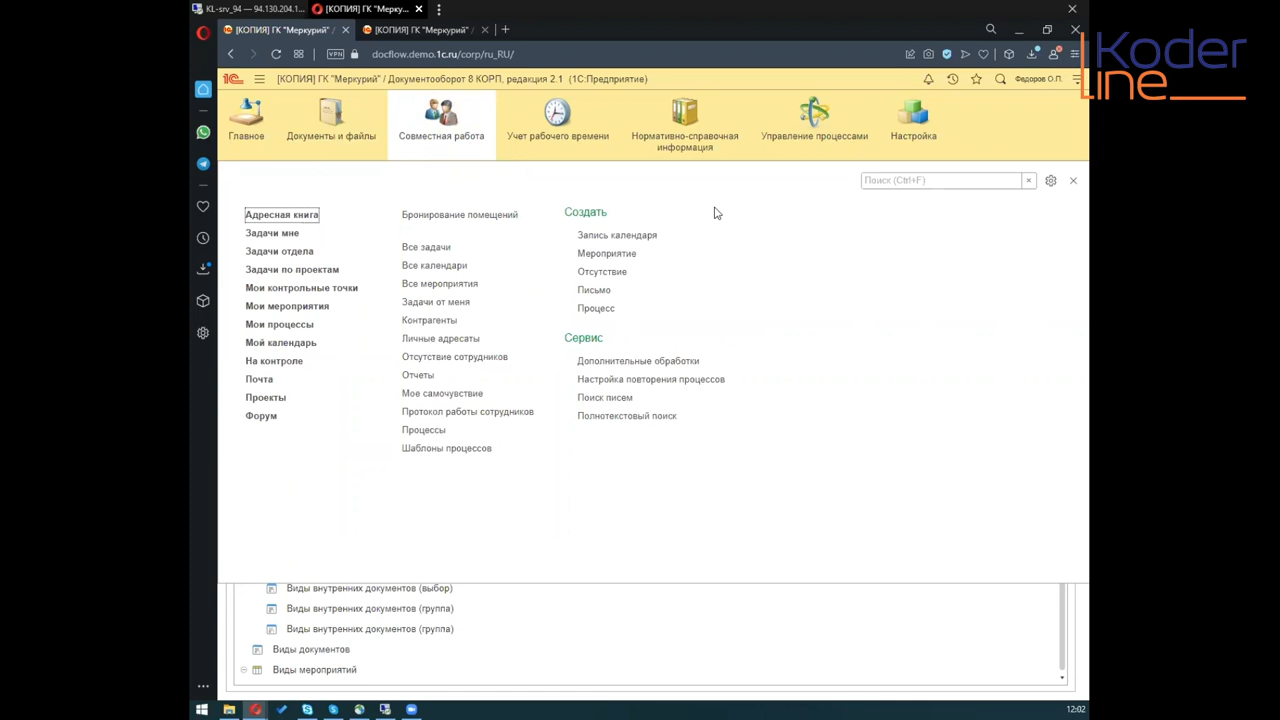 KL-srv_94 — 94.130.204.1...
[КОПИЯ] ГК "Мерку...
[КОПИЯ] ГК "Меркурий" /
[КОПИЯ] ГК "Меркурий" /
VPN
docflow.demo.1c.ru/corp/ru_RU/
Koder
Line
[КОПИЯ] ГК "Меркурий" / Документооборот 8 КОРП, редакция 2.1 (1С:Предприятие)
Федоров О.П.
Главное
Документы и файлы
Совместная работа
Учет рабочего времени
Нормативно-справочная
информация
Управление процессами
Настройка
Поиск (Ctrl+F)
Адресная книга
Задачи мне
Задачи отдела
Задачи по проектам
Мои контрольные точки
Мои мероприятия
Мои процессы
Мой календарь
На контроле
Почта
Проекты
Форум
Бронирование помещений
Все задачи
Все календари
Все мероприятия
Задачи от меня
Контрагенты
Личные адресаты
Отсутствие сотрудников
Отчеты
Мое самочувствие
Протокол работы сотрудников
Процессы
Шаблоны процессов
Создать
Запись календаря
Мероприятие
Отсутствие
Письмо
Процесс
Сервис
Дополнительные обработки
Настройка повторения процессов
Поиск писем
Полнотекстовый поиск
Виды внутренних документов (выбор)
Виды внутренних документов (группа)
Виды внутренних документов (группа)
Виды документов
Виды мероприятий
12:02